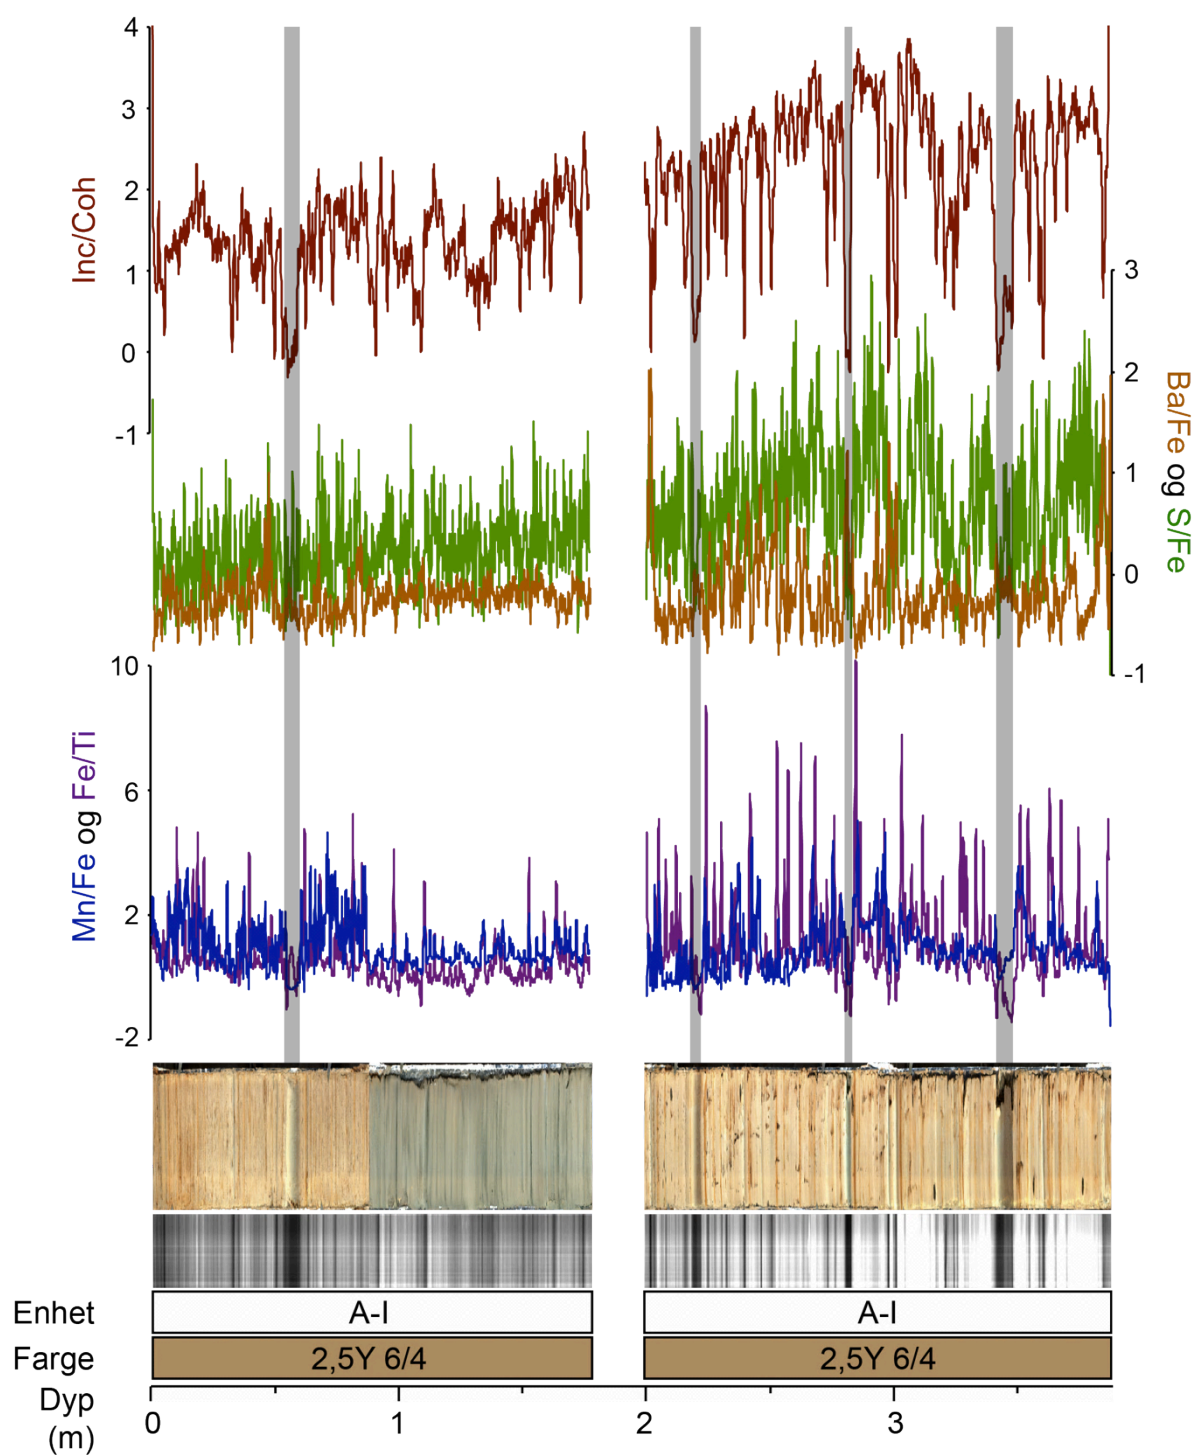 4
3
2
1
0
-1
Inc/Coh
3
2
1
0
-1
Ba/Fe og S/Fe
10
6
2
-2
Mn/Fe og Fe/Ti
Enhet A-I A-I
Farge 2,5Y 6/4 2,5Y 6/4
Dyp
(m) 0 1 2 3